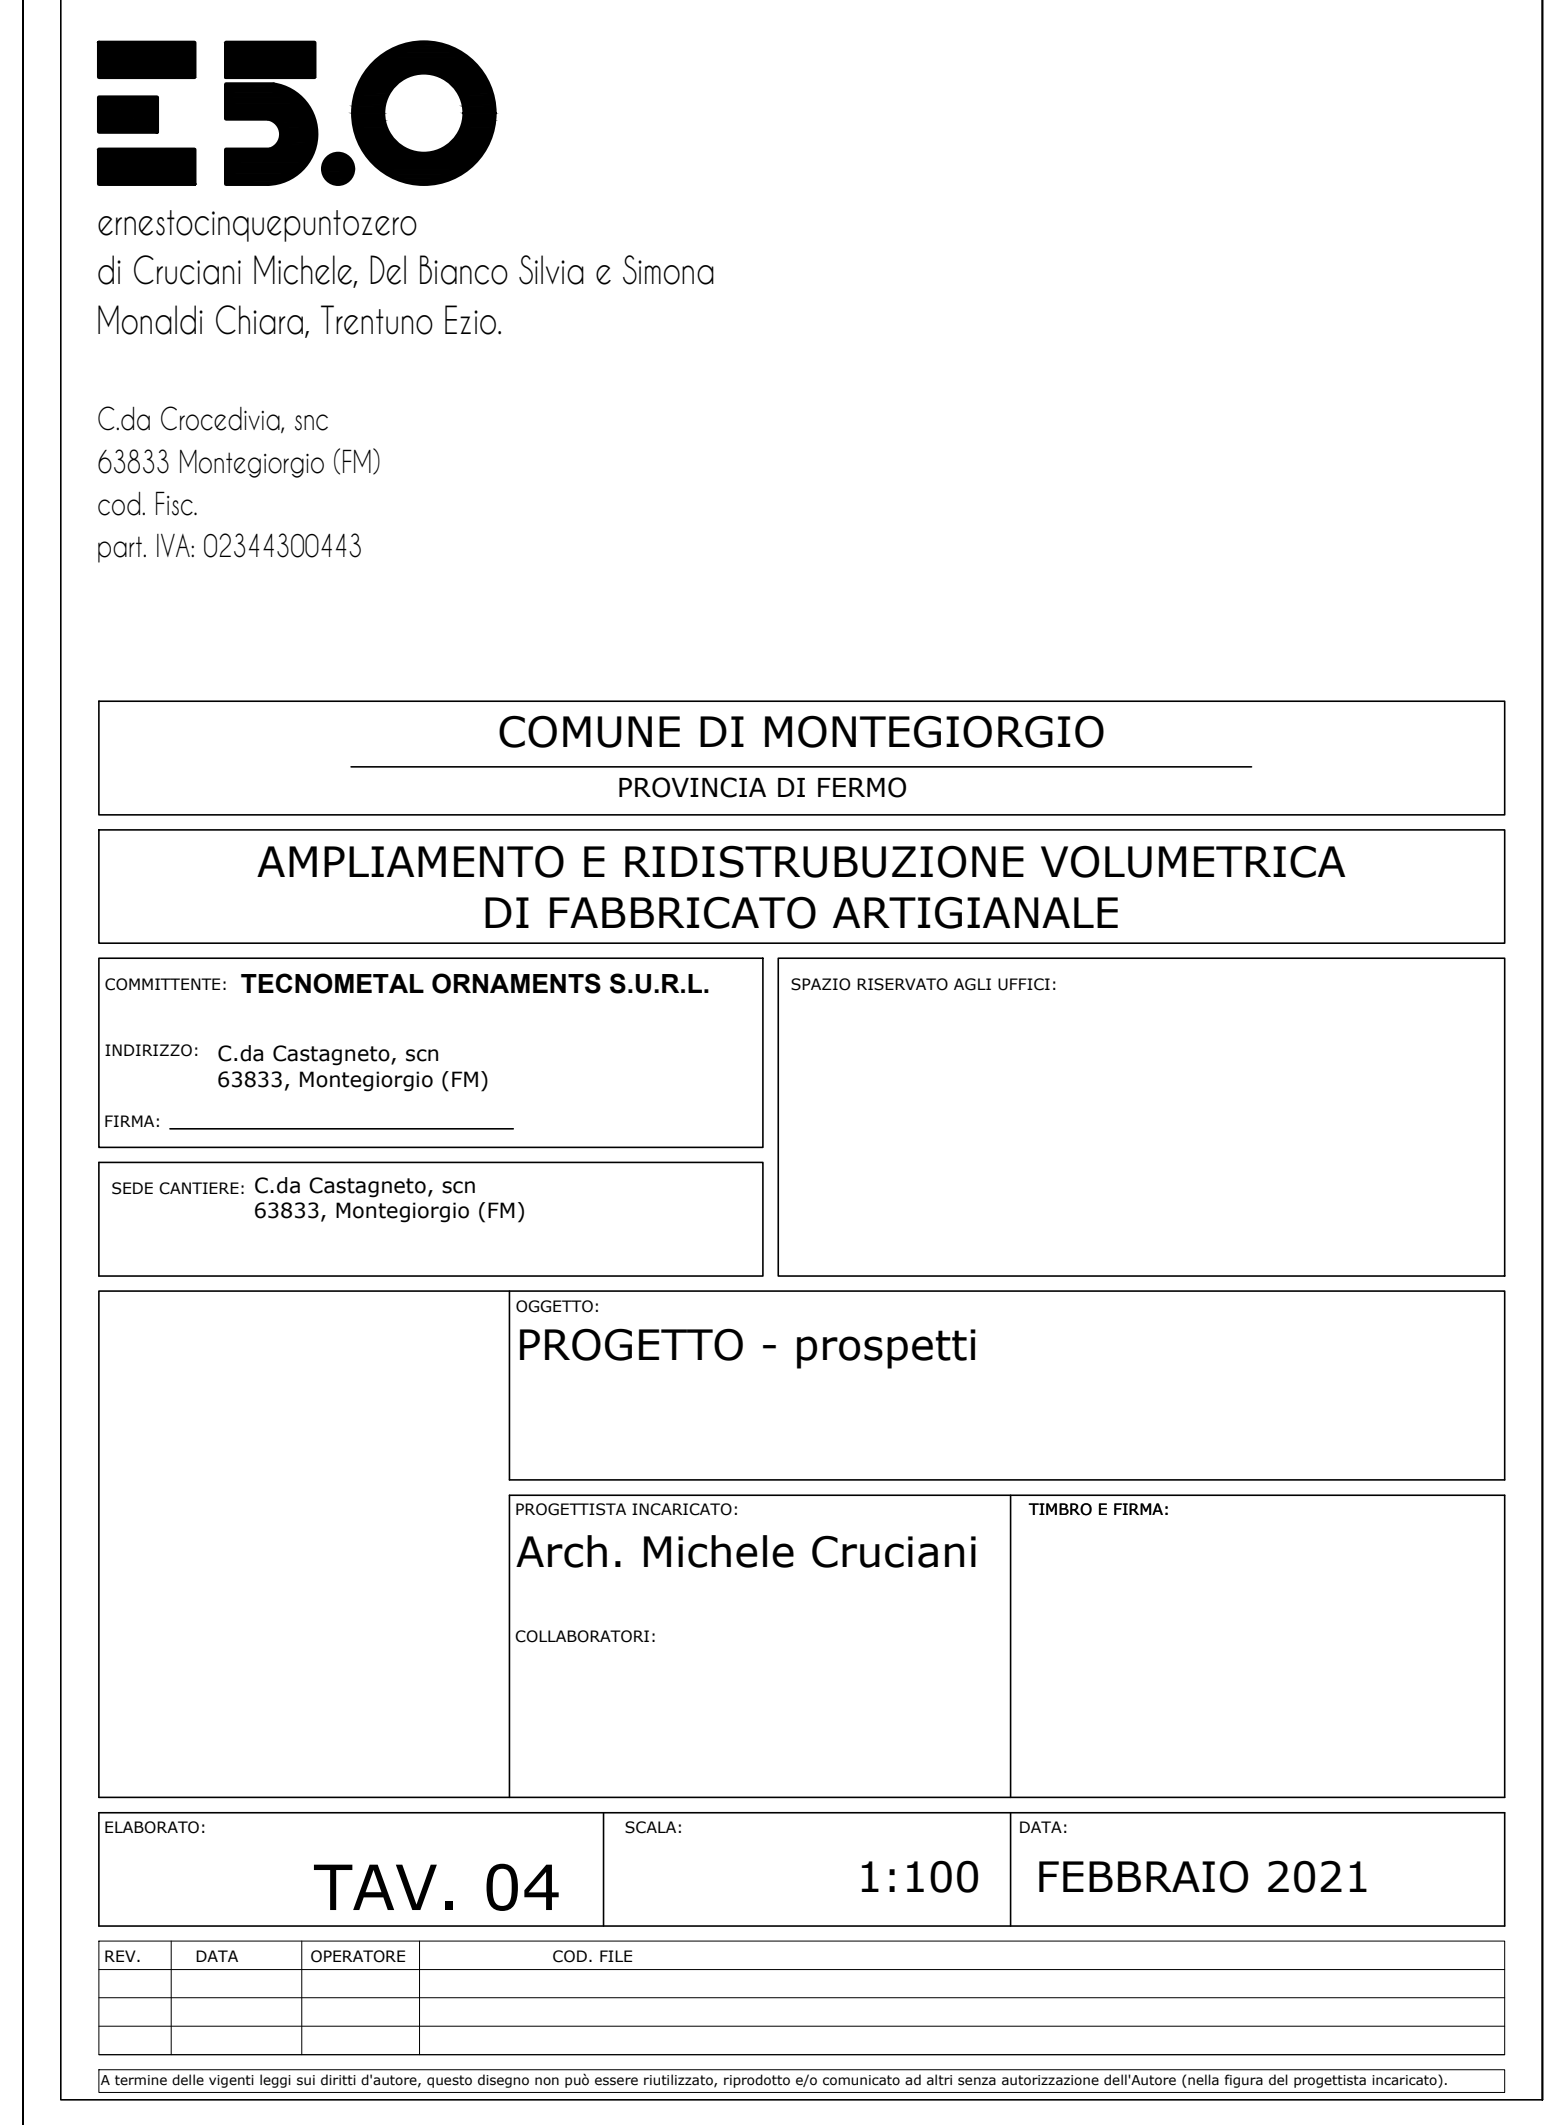 E5.O
ernestocinquepuntozero
di Cruciani Michele, Del Bianco Silvia e Simona
Monaldi Chiara, Trentuno Ezio.
C.da Crocedivia, snc
63833 Montegiorgio (FM)
cod. Fisc.
part. IVA: 02344300443
COMUNE DI MONTEGIORGIO
PROVINCIA DI FERMO
AMPLIAMENTO E RIDISTRUBUZIONE VOLUMETRICA
DI FABBRICATO ARTIGIANALE
COMMITTENTE: TECNOMETAL ORNAMENTS S.U.R.L.
INDIRIZZO: C.da Castagneto, scn
63833, Montegiorgio (FM)
FIRMA:
SPAZIO RISERVATO AGLI UFFICI:
SEDE CANTIERE: C.da Castagneto, scn
63833, Montegiorgio (FM)
OGGETTO:
PROGETTO - prospetti
PROGETTISTA INCARICATO:
Arch. Michele Cruciani
COLLABORATORI:
TIMBRO E FIRMA:
ELABORATO:
TAV. 04
SCALA:
1:100
DATA:
FEBBRAIO 2021
REV. DATA OPERATORE COD. FILE
A termine delle vigenti leggi sui diritti d'autore, questo disegno non può essere riutilizzato, riprodotto e/o comunicato ad altri senza autorizzazione dell'Autore (nella figura del progettista incaricato).